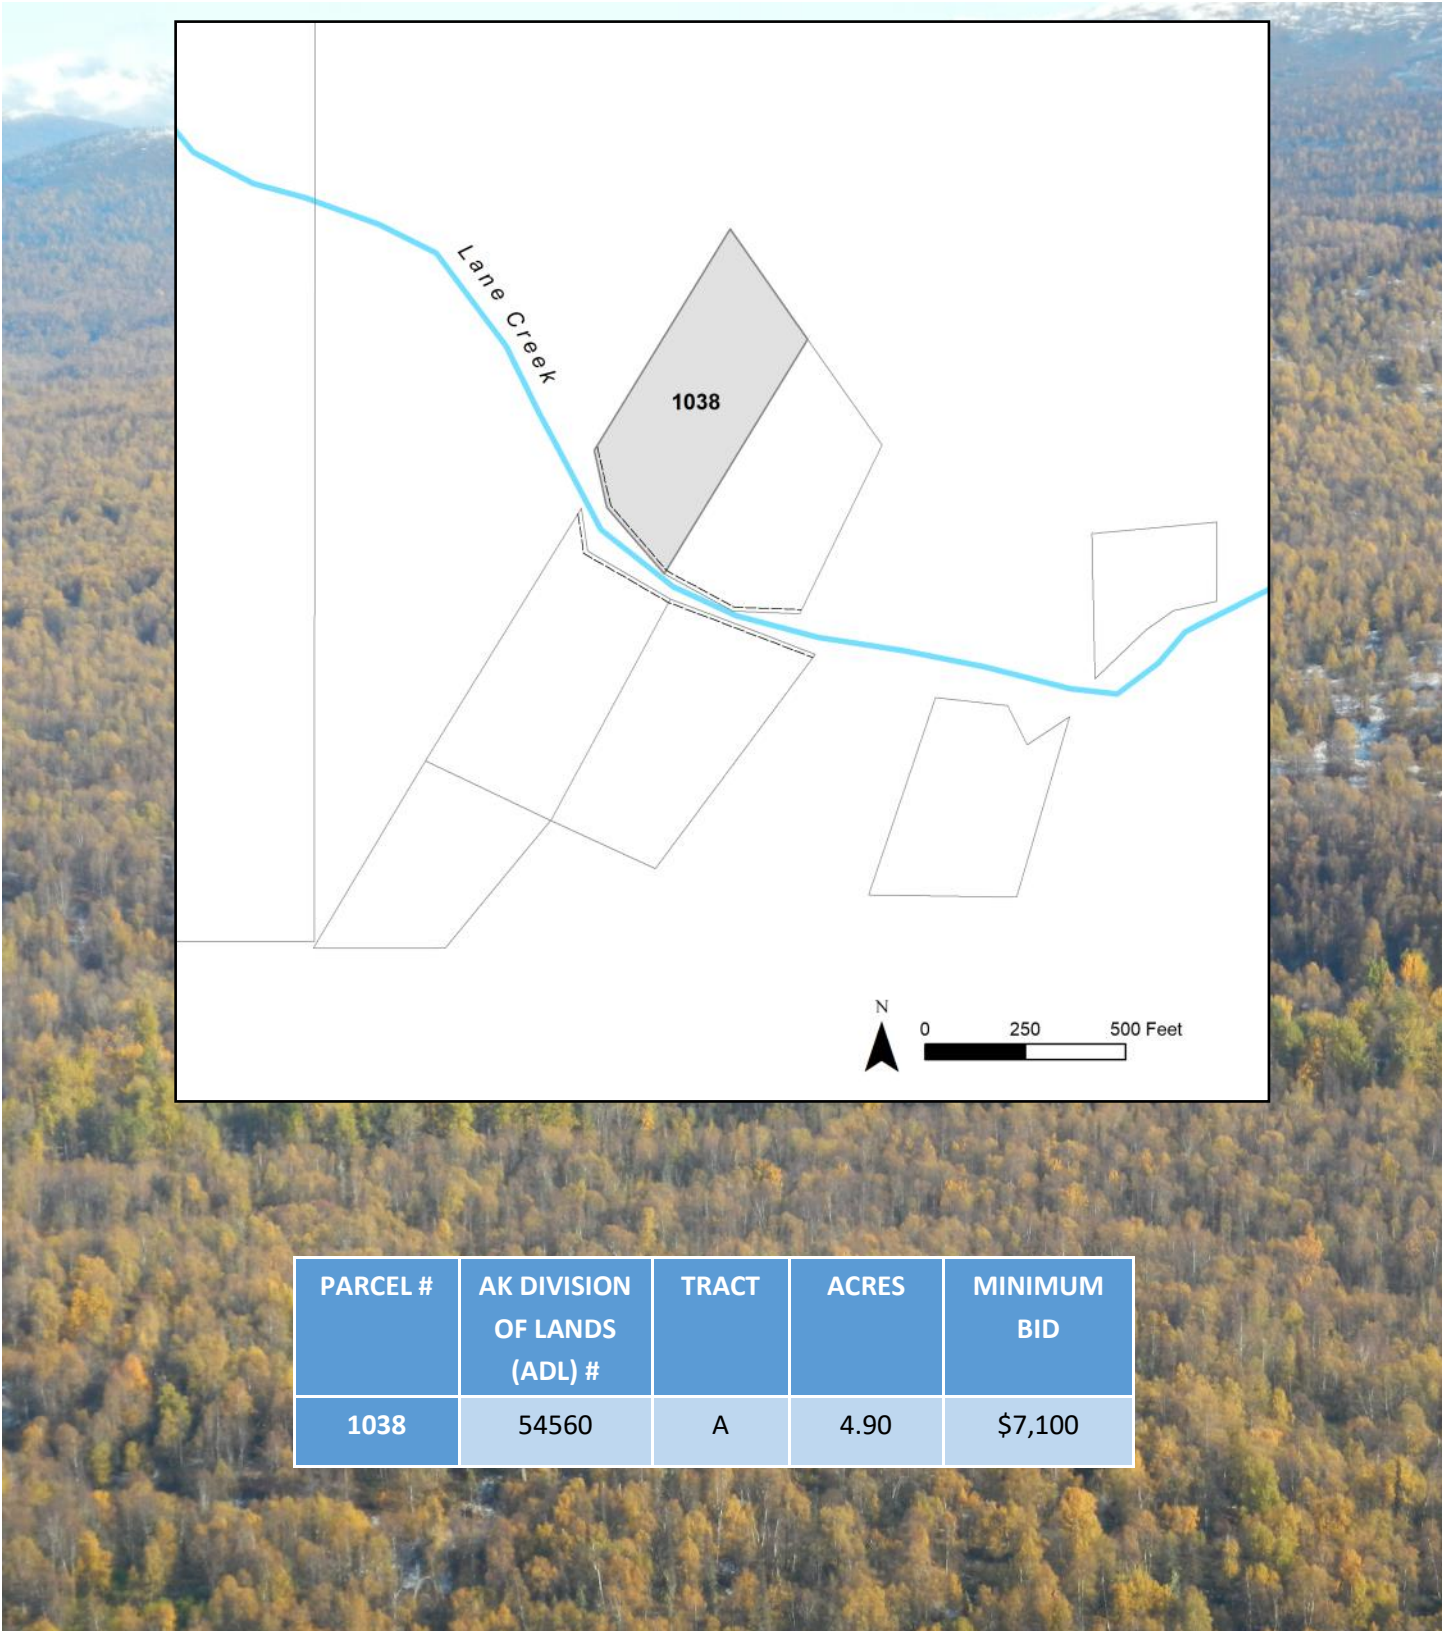 Lane Creek
1038
N
0 250 500 Feet
PARCEL # AK DIVISION OF LANDS (ADL) # TRACT ACRES MINIMUM BID
1038 54560 A 4.90 $7,100